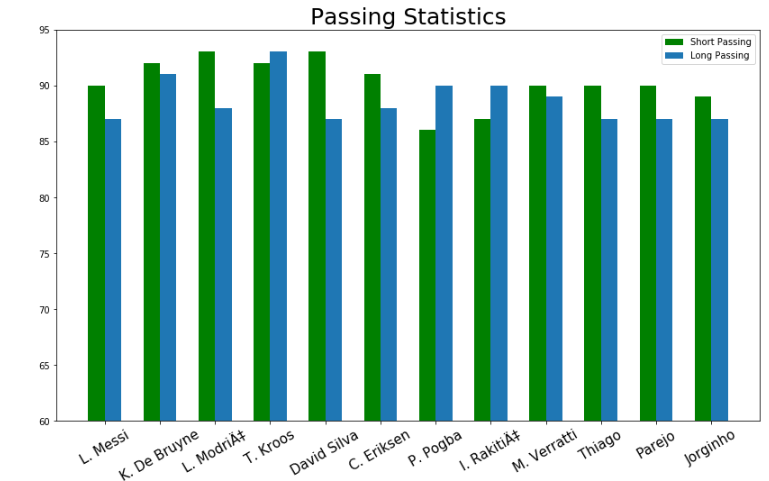 Passing Statistics
Short Passing
Long Passing
95
90
85
80
75
70
65
60
L. Messi
K. De Bruyne
L. ModriÄ‡
T. Kroos
David Silva
C. Eriksen
P. Pogba
I. RakitiÄ‡
M. Verratti
Thiago
Parejo
Jorginho